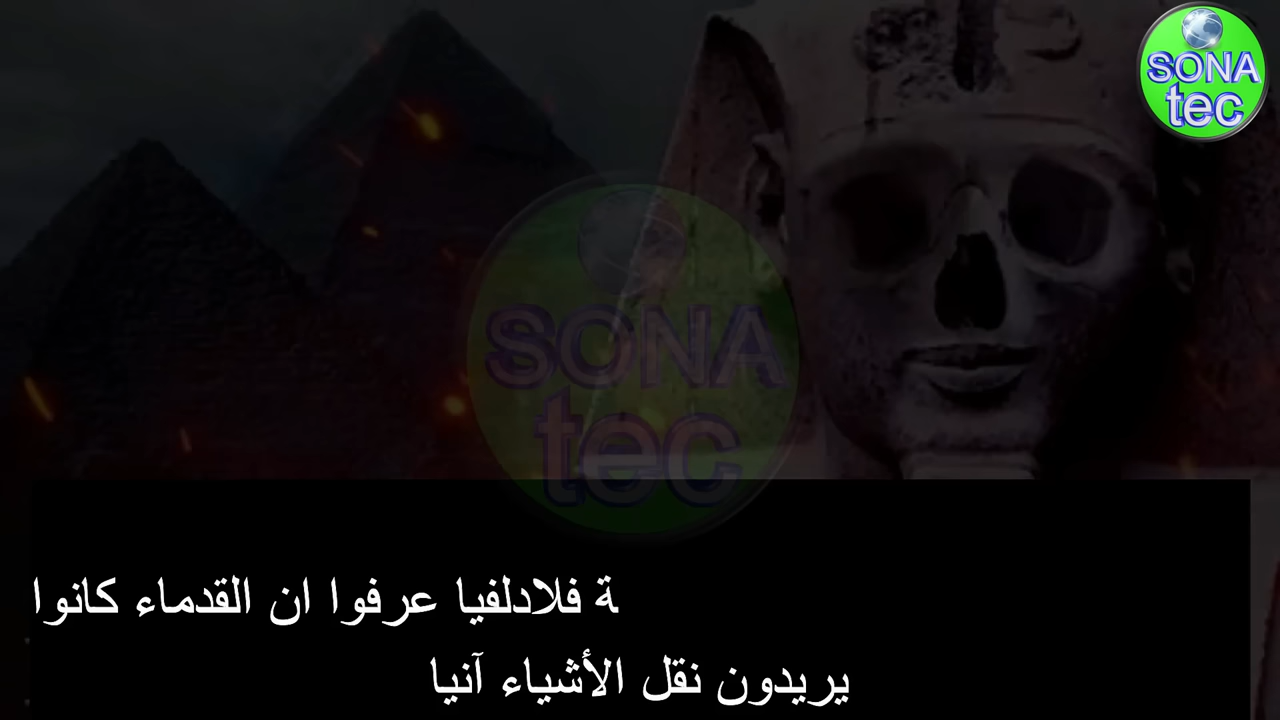 SONA
tec
SONA
tec
ة فلادلفيا عرفوا ان القدماء كانوا
يريدون نقل الأشياء آنيا